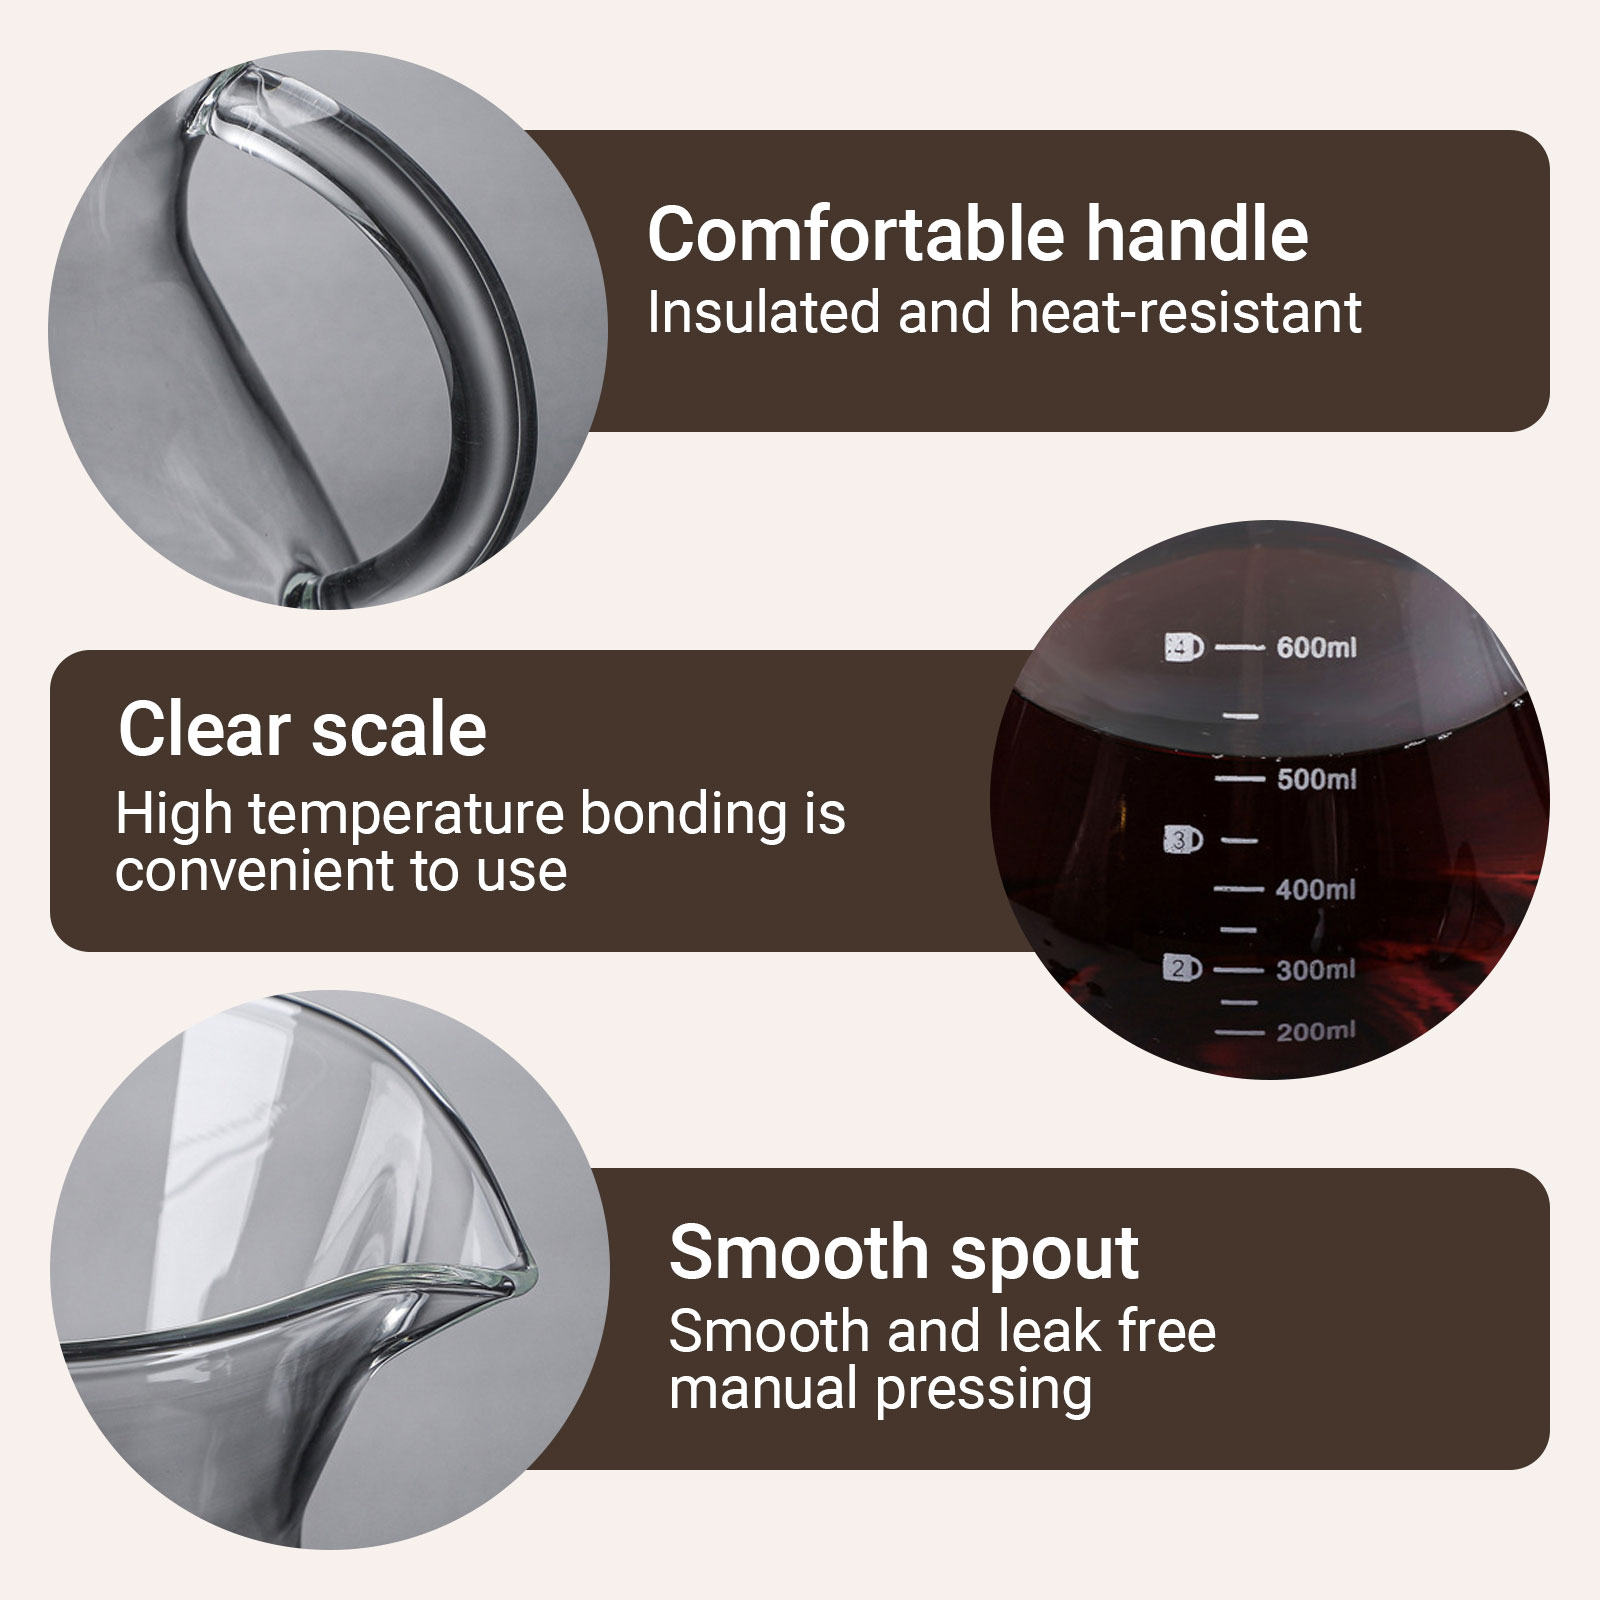 Comfortable handle
Insulated and heat-resistant
Clear scale
High temperature bonding is
convenient to use
4 600ml
500ml
3
400ml
2 300ml
200ml
Smooth spout
Smooth and leak free
manual pressing